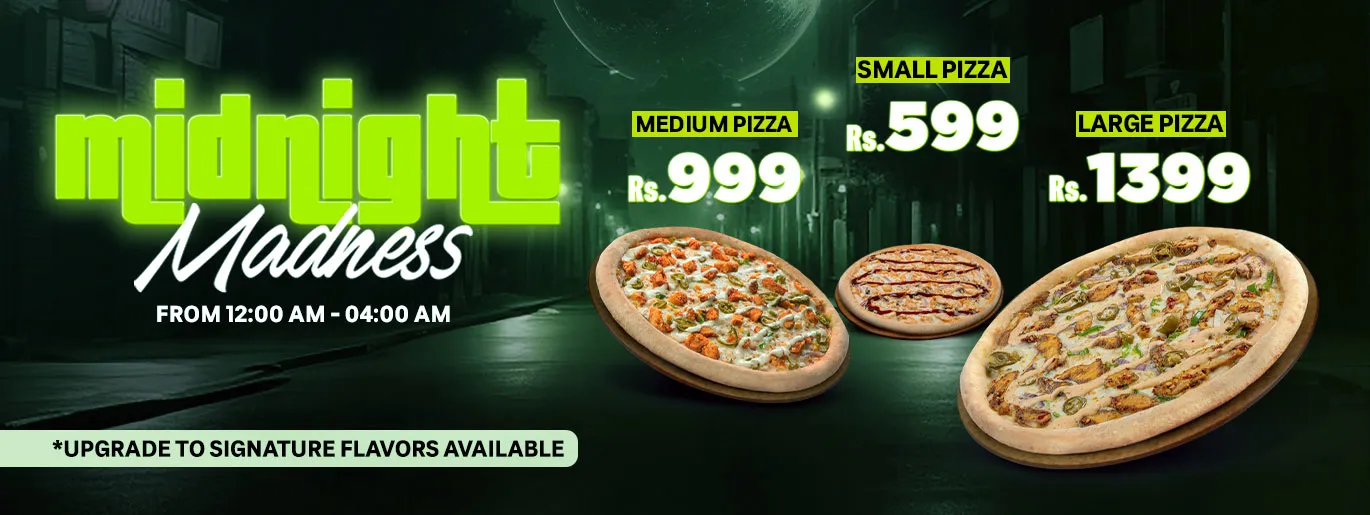 midnight
Madness
FROM 12:00 AM - 04:00 AM
*UPGRADE TO SIGNATURE FLAVORS AVAILABLE
MEDIUM PIZZA
Rs.999
SMALL PIZZA
Rs.599
LARGE PIZZA
Rs.1399